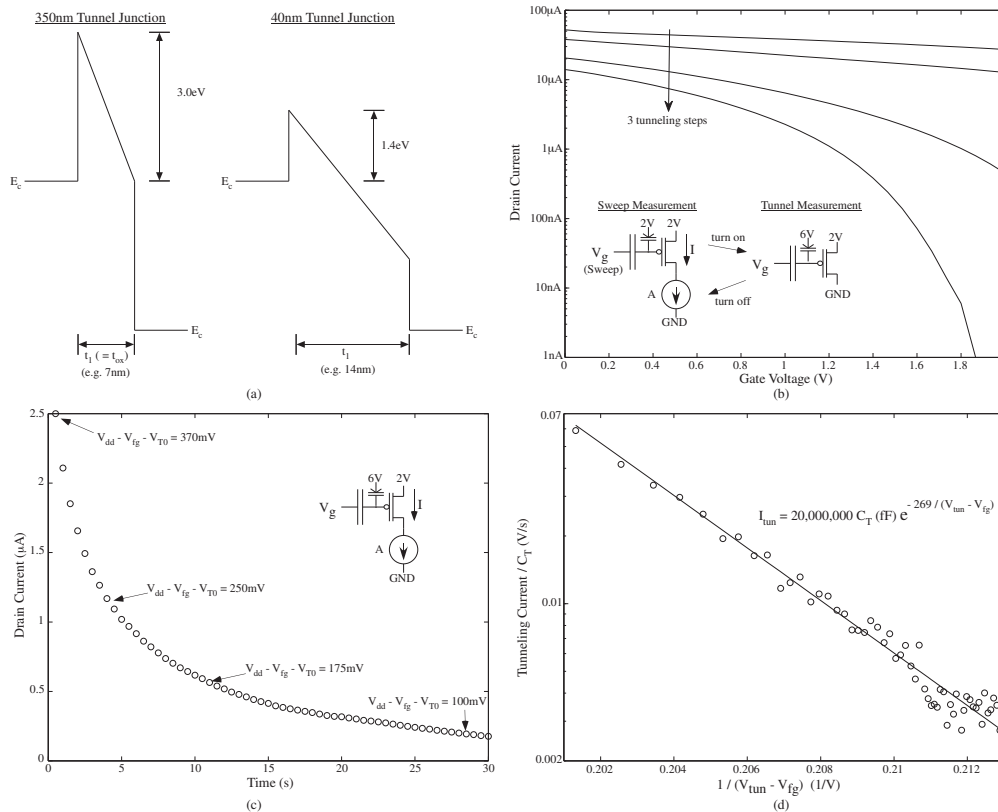 350nm Tunnel Junction
40nm Tunnel Junction
3.0eV
1.4eV
E_c
E_c
E_c
E_c
t_1 ( = t_ox)
(e.g. 7nm)
t_1
(e.g. 14nm)
(a)
100µA
10µA
1µA
100nA
10nA
1nA
Drain Current
3 tunneling steps
Sweep Measurement
Tunnel Measurement
2V
2V
V_g
(Sweep)
I
A
GND
turn on
turn off
6V
2V
V_g
GND
0
0.2
0.4
0.6
0.8
1
1.2
1.4
1.6
1.8
2
Gate Voltage (V)
(b)
2.5
2
1.5
1
0.5
0
Drain Current (µA)
V_dd - V_fg - V_T0 = 370mV
V_dd - V_fg - V_T0 = 250mV
V_dd - V_fg - V_T0 = 175mV
V_dd - V_fg - V_T0 = 100mV
6V
2V
V_g
I
A
GND
0
5
10
15
20
25
30
Time (s)
(c)
0.07
0.01
0.002
Tunneling Current / C_T (V/s)
I_tun = 20,000,000 C_T (fF) e^- 269 / (V_tun - V_fg)
0.202
0.204
0.206
0.208
0.21
0.212
1 / (V_tun - V_fg) (1/V)
(d)